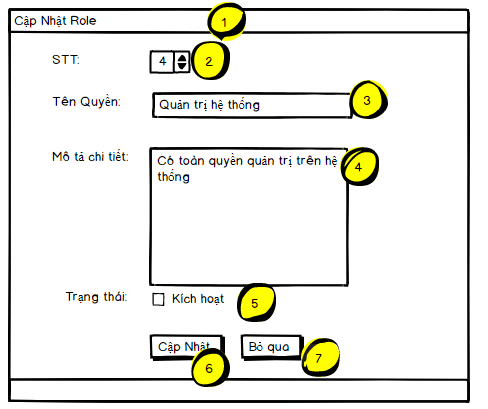 Cập Nhật Role 1
STT: 4 2
Tên Quyền: Quản trị hệ thống 3
Mô tả chi tiết: Có toàn quyền quản trị trên hệ 4
thống
Trạng thái: Kích hoạt 5
Cập Nhật 6 Bỏ qua 7